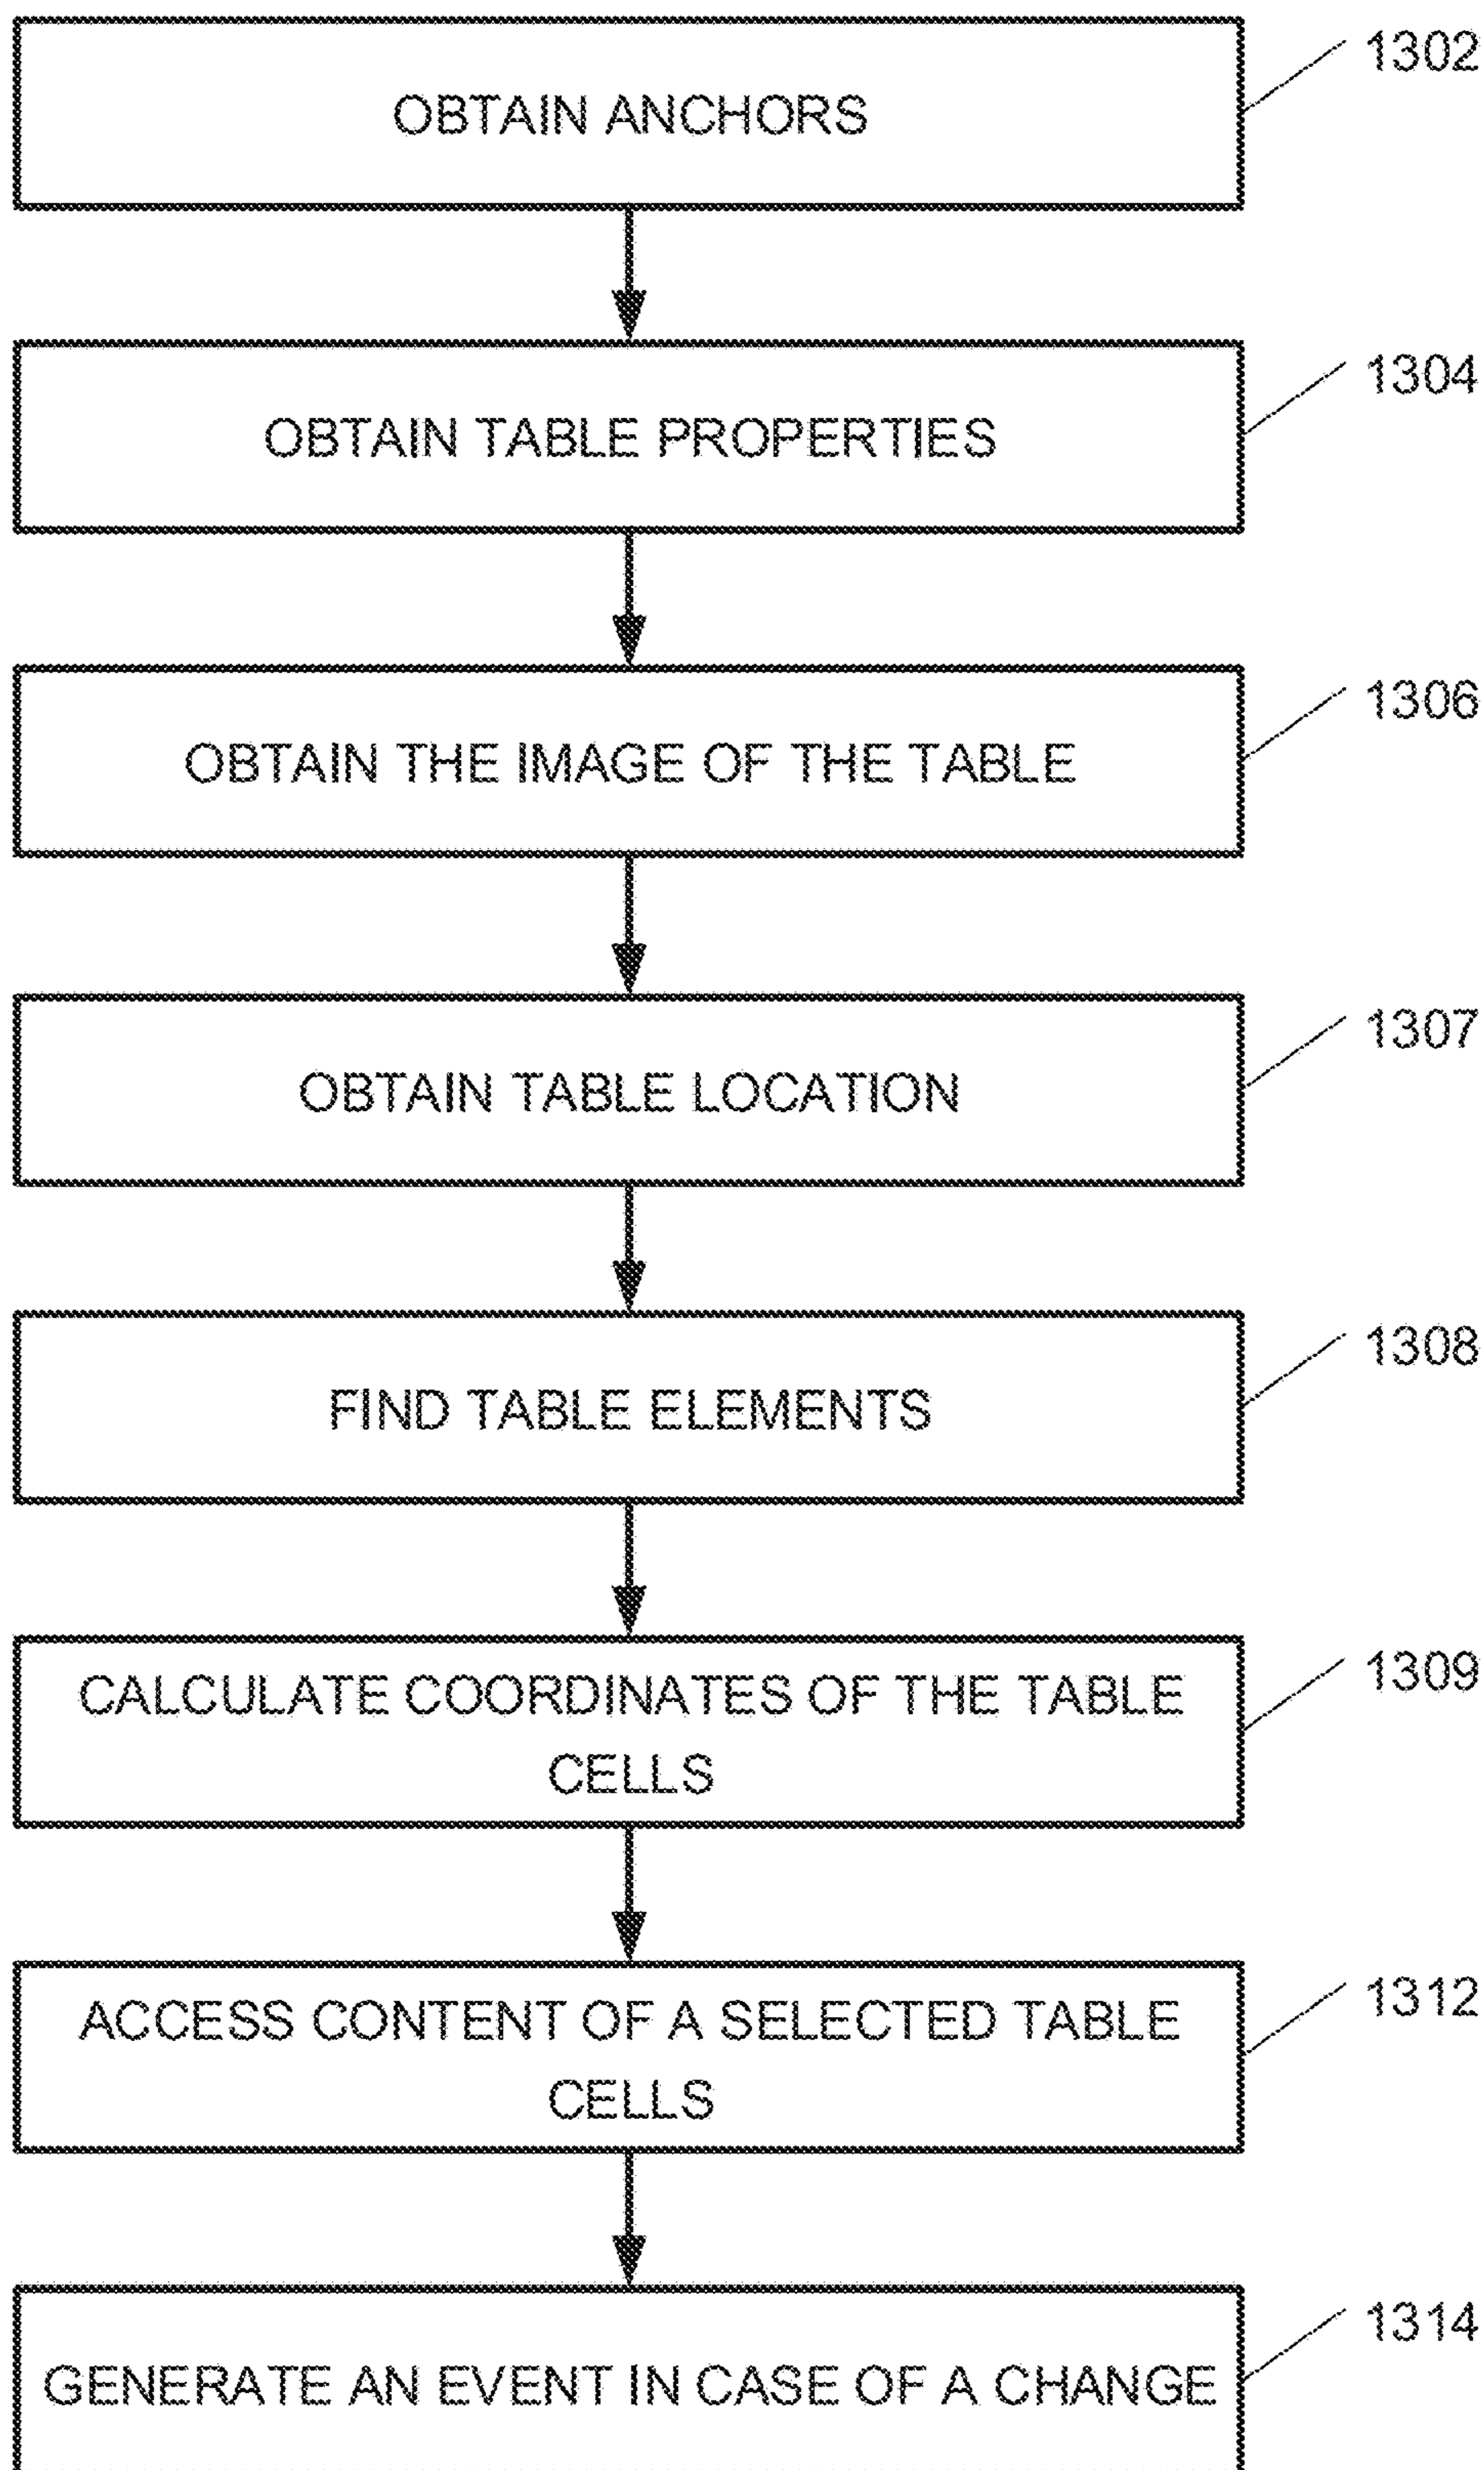 OBTAIN ANCHORS
1302
OBTAIN TABLE PROPERTIES
1304
OBTAIN THE IMAGE OF THE TABLE
1306
OBTAIN TABLE LOCATION
1307
FIND TABLE ELEMENTS
1308
CALCULATE COORDINATES OF THE TABLE
CELLS
1309
ACCESS CONTENT OF A SELECTED TABLE
CELLS
1312
GENERATE AN EVENT IN CASE OF A CHANGE
1314